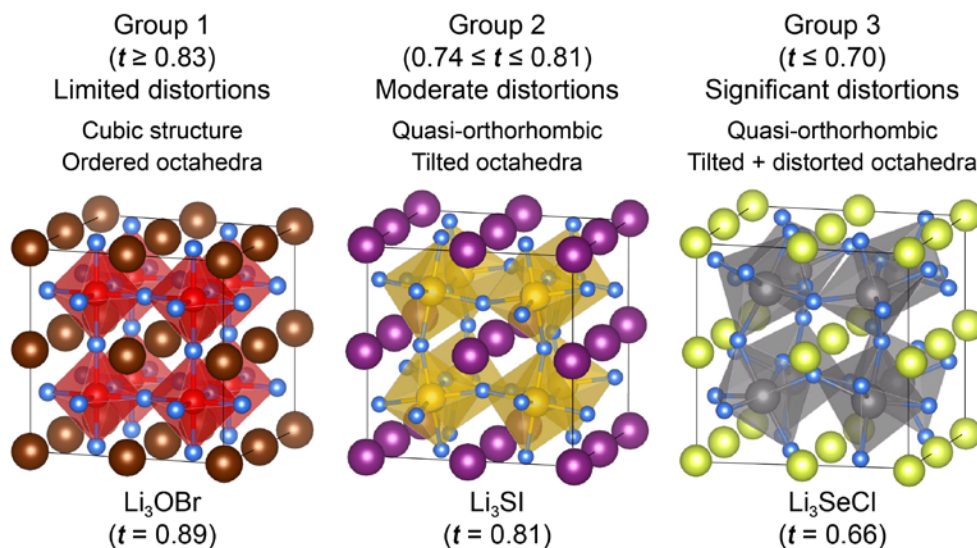 Group 1
(t ≥ 0.83)
Limited distortions
Cubic structure
Ordered octahedra
Li₃OBr
(t = 0.89)
Group 2
(0.74 ≤ t ≤ 0.81)
Moderate distortions
Quasi-orthorhombic
Tilted octahedra
Li₃SI
(t = 0.81)
Group 3
(t ≤ 0.70)
Significant distortions
Quasi-orthorhombic
Tilted + distorted octahedra
Li₃SeCl
(t = 0.66)